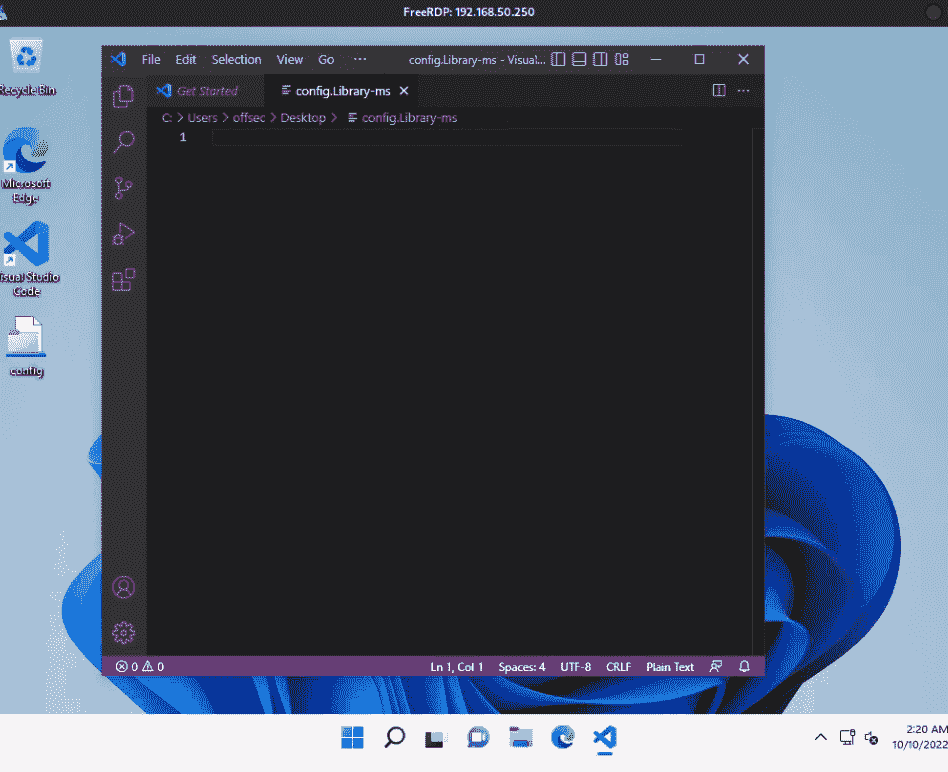 FreeRDP: 192.168.50.250
Recycle Bin
Microsoft
Edge
isual Studio
Code
config
File Edit Selection View Go ··· config.Library-ms - Visual...
Get Started config.Library-ms
C: > Users > offsec > Desktop > config.Library-ms
1
0 0 Ln 1, Col 1 Spaces: 4 UTF-8 CRLF Plain Text
2:20 AM
10/10/2022